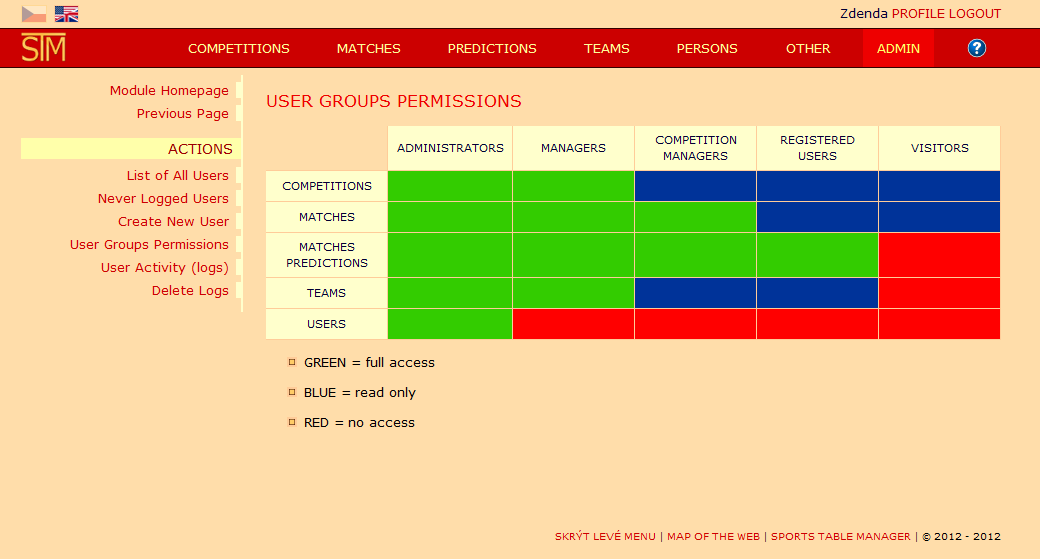 Zdenda PROFILE LOGOUT
STM
COMPETITIONS MATCHES PREDICTIONS TEAMS PERSONS OTHER ADMIN ?
Module Homepage
Previous Page
ACTIONS
List of All Users
Never Logged Users
Create New User
User Groups Permissions
User Activity (logs)
Delete Logs
USER GROUPS PERMISSIONS
ADMINISTRATORS MANAGERS COMPETITION MANAGERS REGISTERED USERS VISITORS
COMPETITIONS
MATCHES
MATCHES
PREDICTIONS
TEAMS
USERS
GREEN = full access
BLUE = read only
RED = no access
SKRÝT LEVÉ MENU | MAP OF THE WEB | SPORTS TABLE MANAGER | © 2012 - 2012